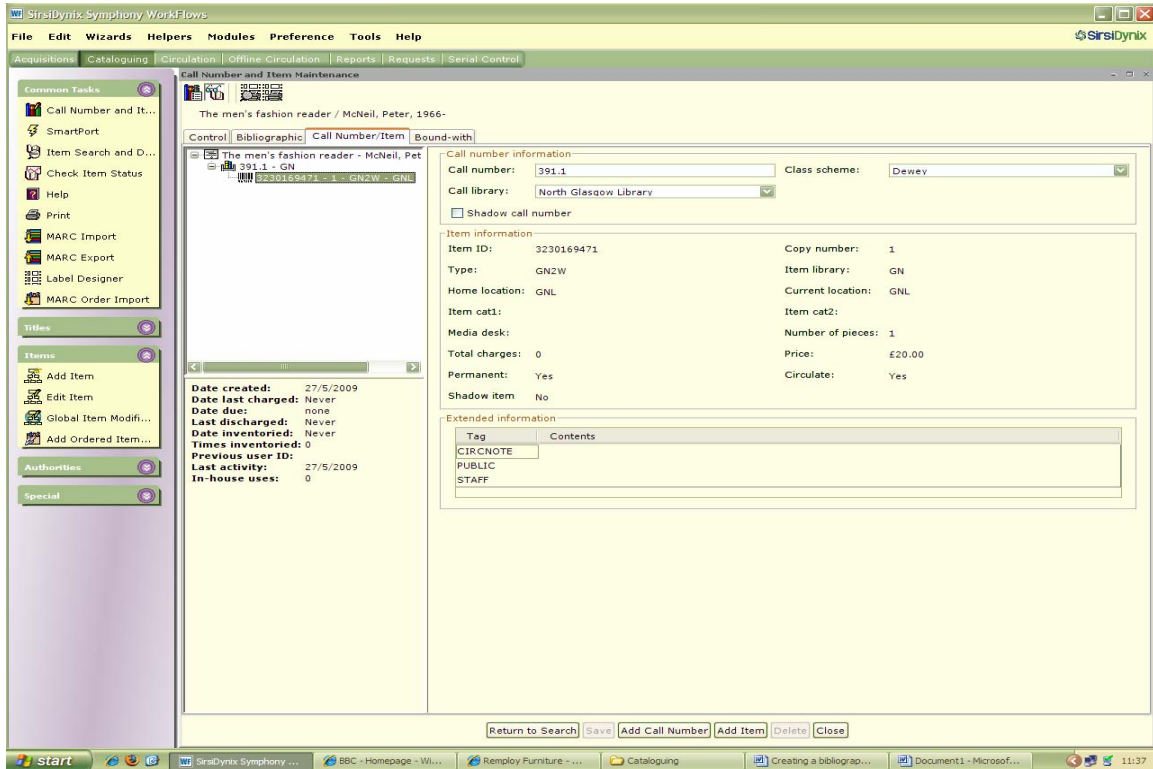 SirsiDynix Symphony WorkFlows
File Edit Wizards Helpers Modules Preference Tools Help
SirsiDynix
Acquisitions Cataloguing Circulation Offline Circulation Reports Requests Serial Control
Common Tasks
Call Number and It...
SmartPort
Item Search and D...
Check Item Status
Help
Print
MARC Import
MARC Export
Label Designer
MARC Order Import
Titles
Items
Add Item
Edit Item
Global Item Modifi...
Add Ordered Item...
Authorities
Special
Call Number and Item Maintenance
The men's fashion reader / McNeil, Peter, 1966-
Control Bibliographic Call Number/Item Bound-with
The men's fashion reader - McNeil, Pet
391.1 - GN
3230169471 - 1 - GN2W - GNL
Date created: 27/5/2009
Date last charged: Never
Date due: none
Last discharged: Never
Date inventoried: Never
Times inventoried: 0
Previous user ID:
Last activity: 27/5/2009
In-house uses: 0
Call number information
Call number: 391.1 Class scheme: Dewey
Call library: North Glasgow Library
Shadow call number
Item information
Item ID: 3230169471 Copy number: 1
Type: GN2W Item library: GN
Home location: GNL Current location: GNL
Item cat1: Item cat2:
Media desk: Number of pieces: 1
Total charges: 0 Price: £20.00
Permanent: Yes Circulate: Yes
Shadow item No
Extended information
Tag Contents
CIRCNOTE
PUBLIC
STAFF
Return to Search Save Add Call Number Add Item Delete Close
start SirsiDynix Symphony ... BBC - Homepage - Wi... Remploy Furniture - ... Cataloguing Creating a bibliograp... Document1 - Microsof... 11:37